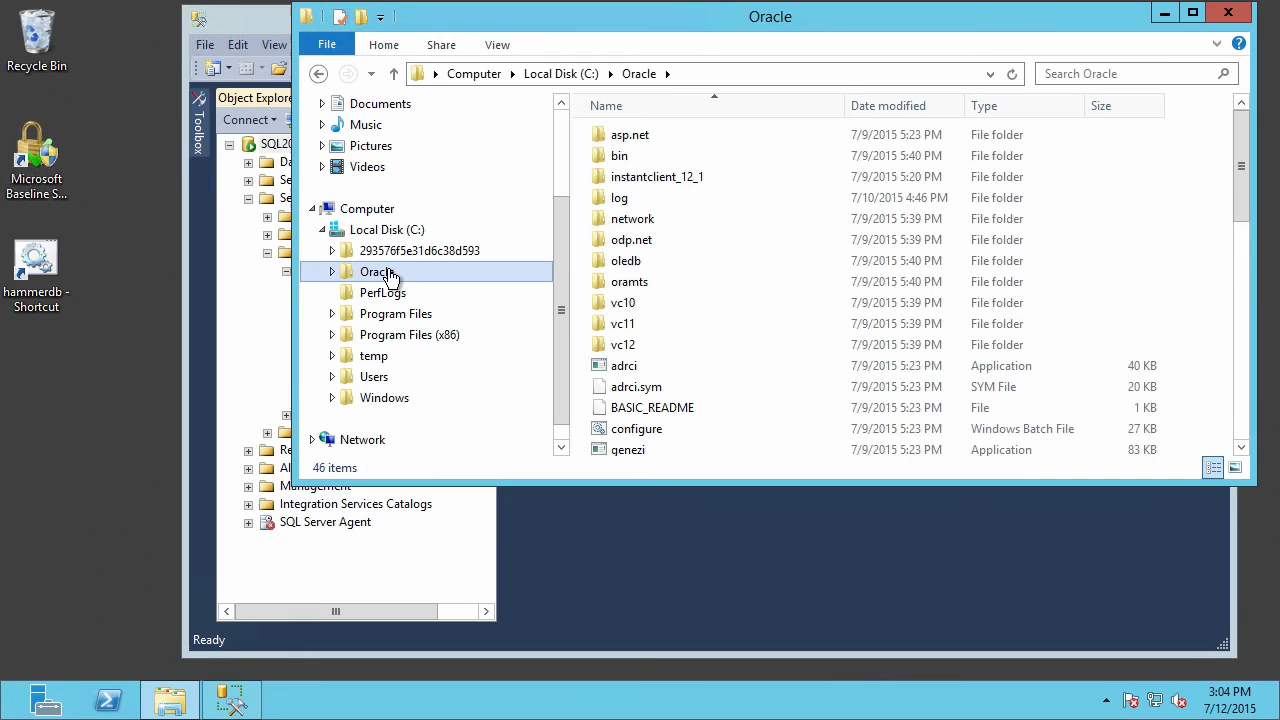 Recycle Bin
Microsoft
Baseline S...
hammerdb -
Shortcut
File Edit View
Object Explore
Connect
Toolbox
SQL20
Management
Integration Services Catalogs
SQL Server Agent
Ready
Oracle
File Home Share View
Computer Local Disk (C:) Oracle
Search Oracle
Documents
Music
Pictures
Videos
Computer
Local Disk (C:)
293576f5e31d6c38d593
Oracle
PerfLogs
Program Files
Program Files (x86)
temp
Users
Windows
Network
Name Date modified Type Size
asp.net 7/9/2015 5:23 PM File folder
bin 7/9/2015 5:40 PM File folder
instantclient_12_1 7/9/2015 5:20 PM File folder
log 7/10/2015 4:46 PM File folder
network 7/9/2015 5:39 PM File folder
odp.net 7/9/2015 5:39 PM File folder
oledb 7/9/2015 5:40 PM File folder
oramts 7/9/2015 5:40 PM File folder
vc10 7/9/2015 5:39 PM File folder
vc11 7/9/2015 5:39 PM File folder
vc12 7/9/2015 5:39 PM File folder
adrci 7/9/2015 5:23 PM Application 40 KB
adrci.sym 7/9/2015 5:23 PM SYM File 20 KB
BASIC_README 7/9/2015 5:23 PM File 1 KB
configure 7/9/2015 5:23 PM Windows Batch File 27 KB
genezi 7/9/2015 5:23 PM Application 83 KB
46 items
3:04 PM
7/12/2015